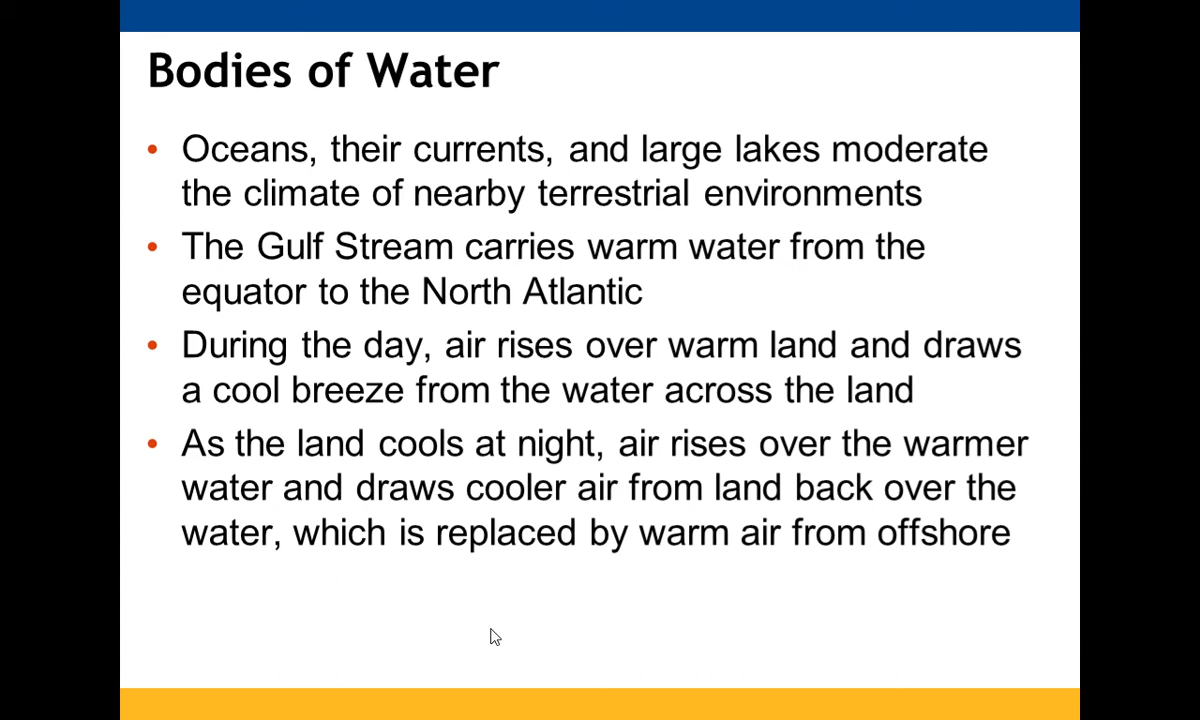 Bodies of Water
• Oceans, their currents, and large lakes moderate
the climate of nearby terrestrial environments
• The Gulf Stream carries warm water from the
equator to the North Atlantic
• During the day, air rises over warm land and draws
a cool breeze from the water across the land
• As the land cools at night, air rises over the warmer
water and draws cooler air from land back over the
water, which is replaced by warm air from offshore